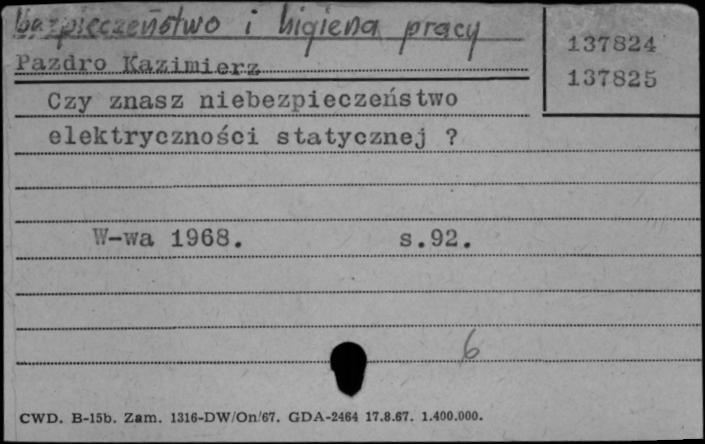 bezpieczeństwo i higiena pracy
137824
Pazdro Kazimierz
137825
Czy znasz niebezpieczeństwo
elektryczności statycznej ?
W-wa 1968. s.92.
6
CWD. B-15b. Zam. 1316-DW/On/67. GDA-2464 17.8.67. 1.400.000.